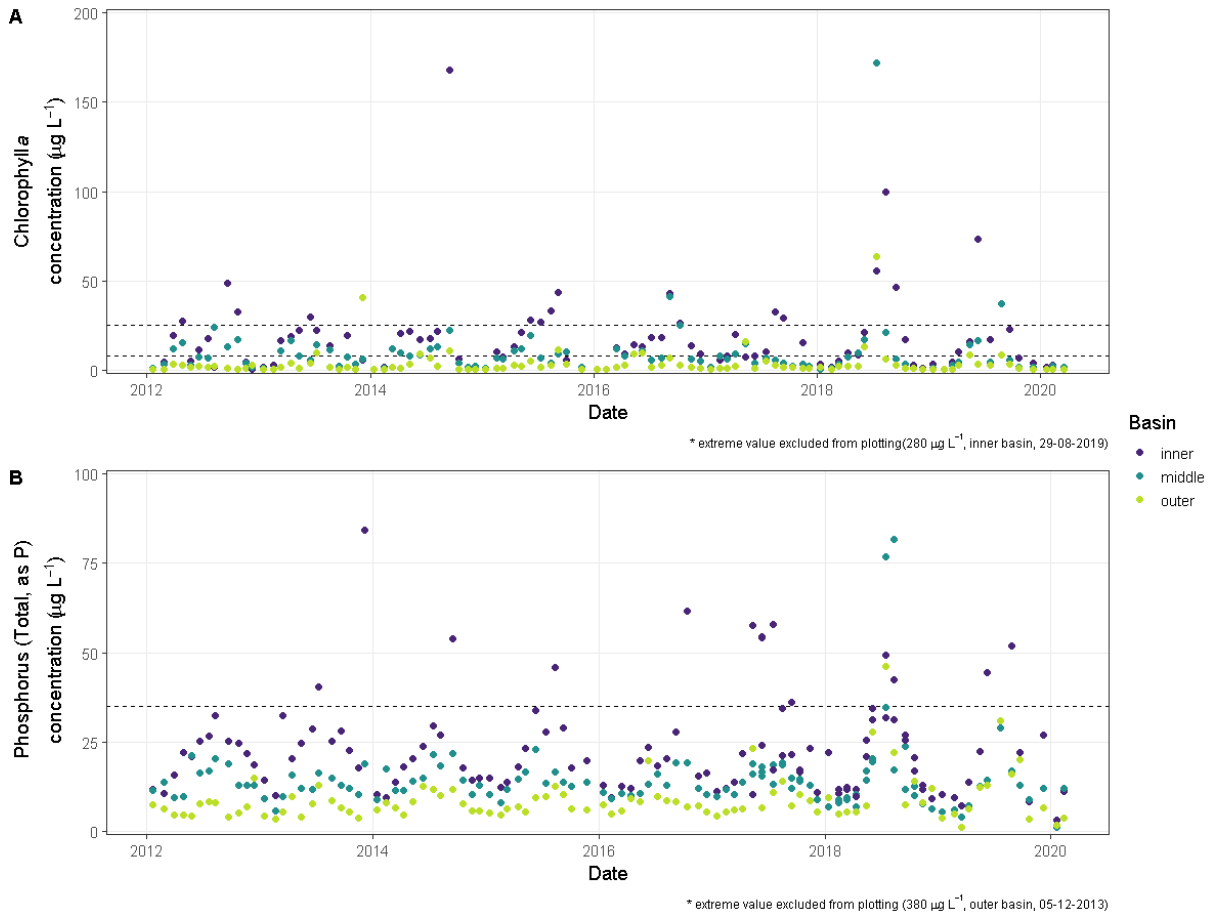 A
200
150
100
50
0
Chlorophyll a
concentration (µg L⁻¹)
2012
2014
2016
2018
2020
Date
* extreme value excluded from plotting(280 µg L⁻¹, inner basin, 29-08-2019)
Basin
inner
middle
outer
B
100
75
50
25
0
Phosphorus (Total, as P)
concentration (µg L⁻¹)
2012
2014
2016
2018
2020
Date
* extreme value excluded from plotting (380 µg L⁻¹, outer basin, 05-12-2013)